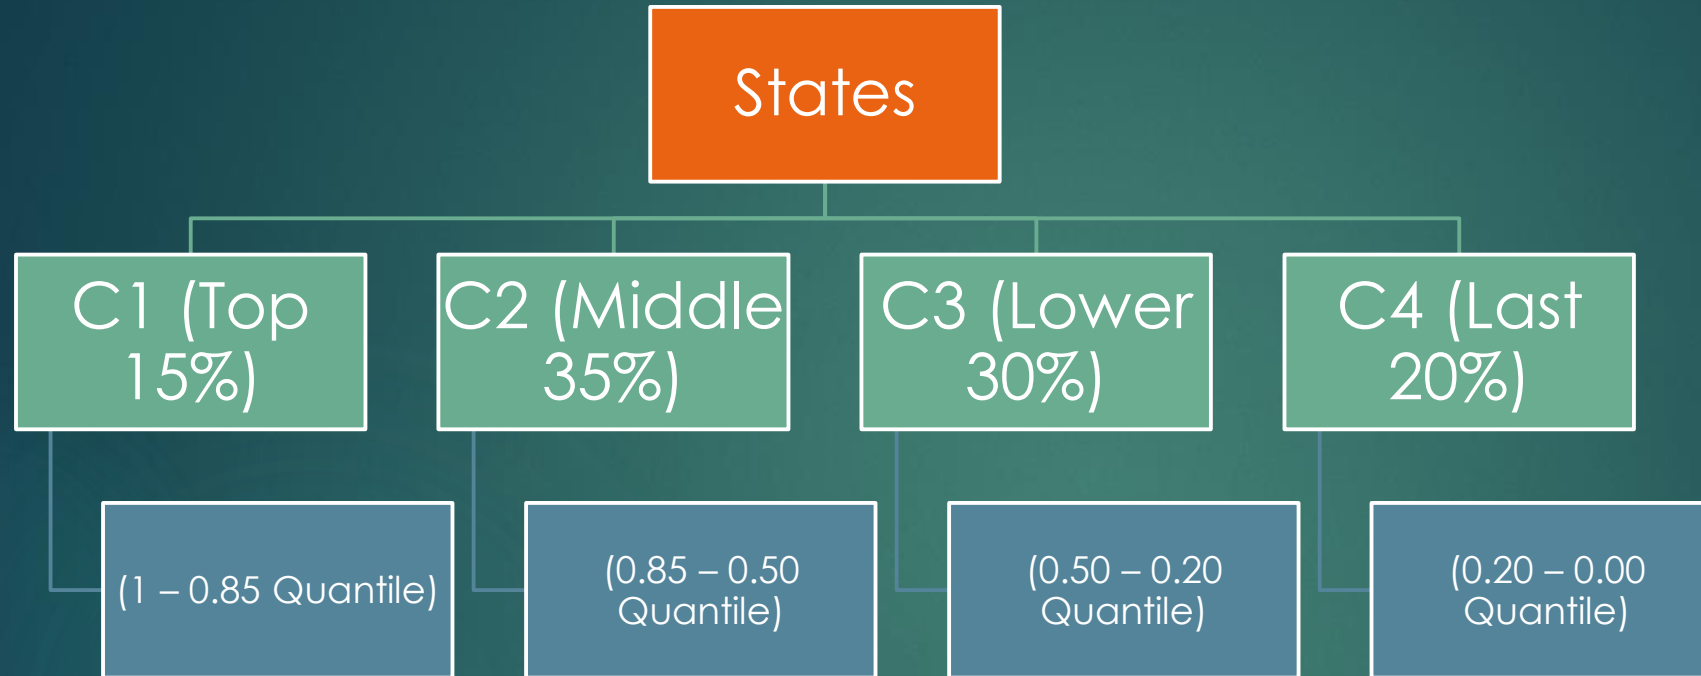 States
C1 (Top
15%)
C2 (Middle
35%)
C3 (Lower
30%)
C4 (Last
20%)
(1 – 0.85 Quantile)
(0.85 – 0.50
Quantile)
(0.50 – 0.20
Quantile)
(0.20 – 0.00
Quantile)